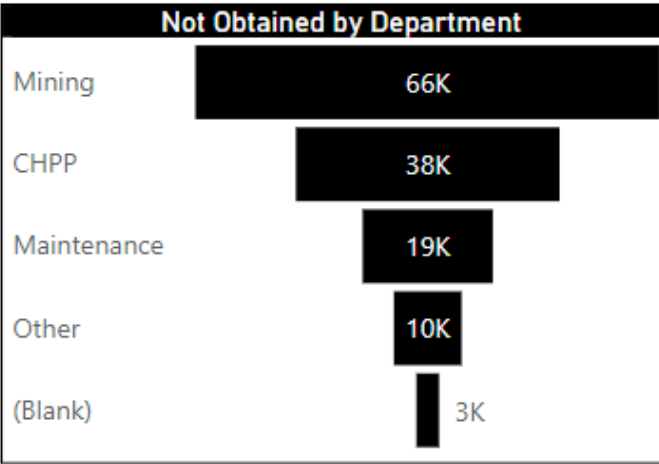 Not Obtained by Department
Mining 66K
CHPP 38K
Maintenance 19K
Other 10K
(Blank) 3K